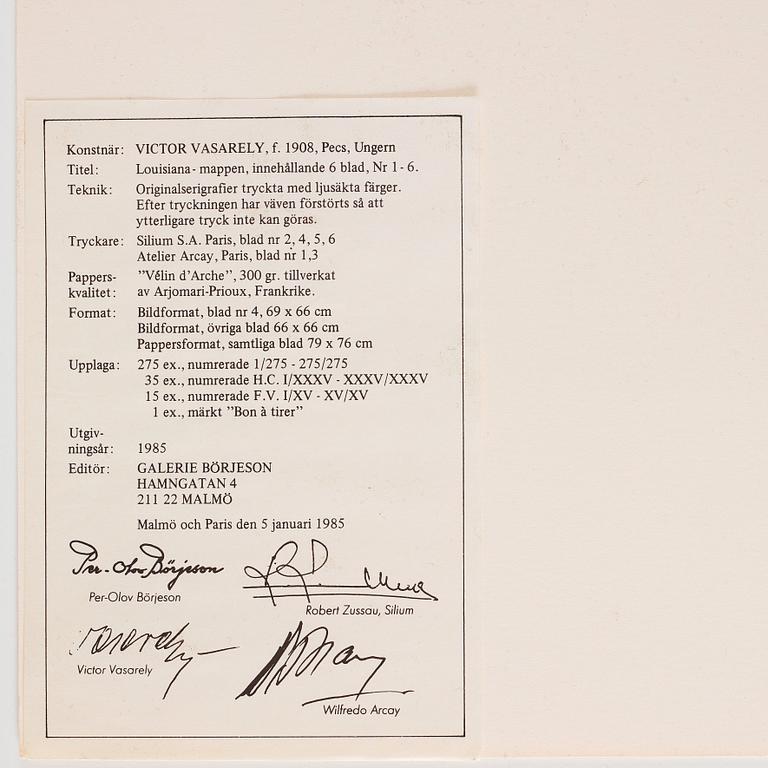 Konstnär: VICTOR VASARELY, f. 1908, Pecs, Ungern
Titel: Louisiana-mappen, innehållande 6 blad, Nr 1-6.
Teknik: Originalserigrafier tryckta med ljusäkta färger.
Efter tryckningen har väven förstörts så att
ytterligare tryck inte kan göras.
Tryckare: Silium S.A. Paris, blad nr 2, 4, 5, 6
Atelier Arcay, Paris, blad nr 1,3
Pappers- "Vélin d'Arche", 300 gr. tillverkat
kvalitet: av Arjomari-Prioux, Frankrike.
Format: Bildformat, blad nr 4, 69 x 66 cm
Bildformat, övriga blad 66 x 66 cm
Pappersformat, samtliga blad 79 x 76 cm
Upplaga: 275 ex., numrerade 1/275 - 275/275
35 ex., numrerade H.C. I/XXXV - XXXV/XXXV
15 ex., numrerade F.V. I/XV - XV/XV
1 ex., märkt "Bon à tirer"
Utgiv-
ningsår: 1985
Editör: GALERIE BÖRJESON
HAMNGATAN 4
211 22 MALMÖ
Malmö och Paris den 5 januari 1985
Per-Olov Börjeson
Per-Olov Börjeson
Robert Zussau, Silium
Vasarely
Victor Vasarely
Arcay
Wilfredo Arcay